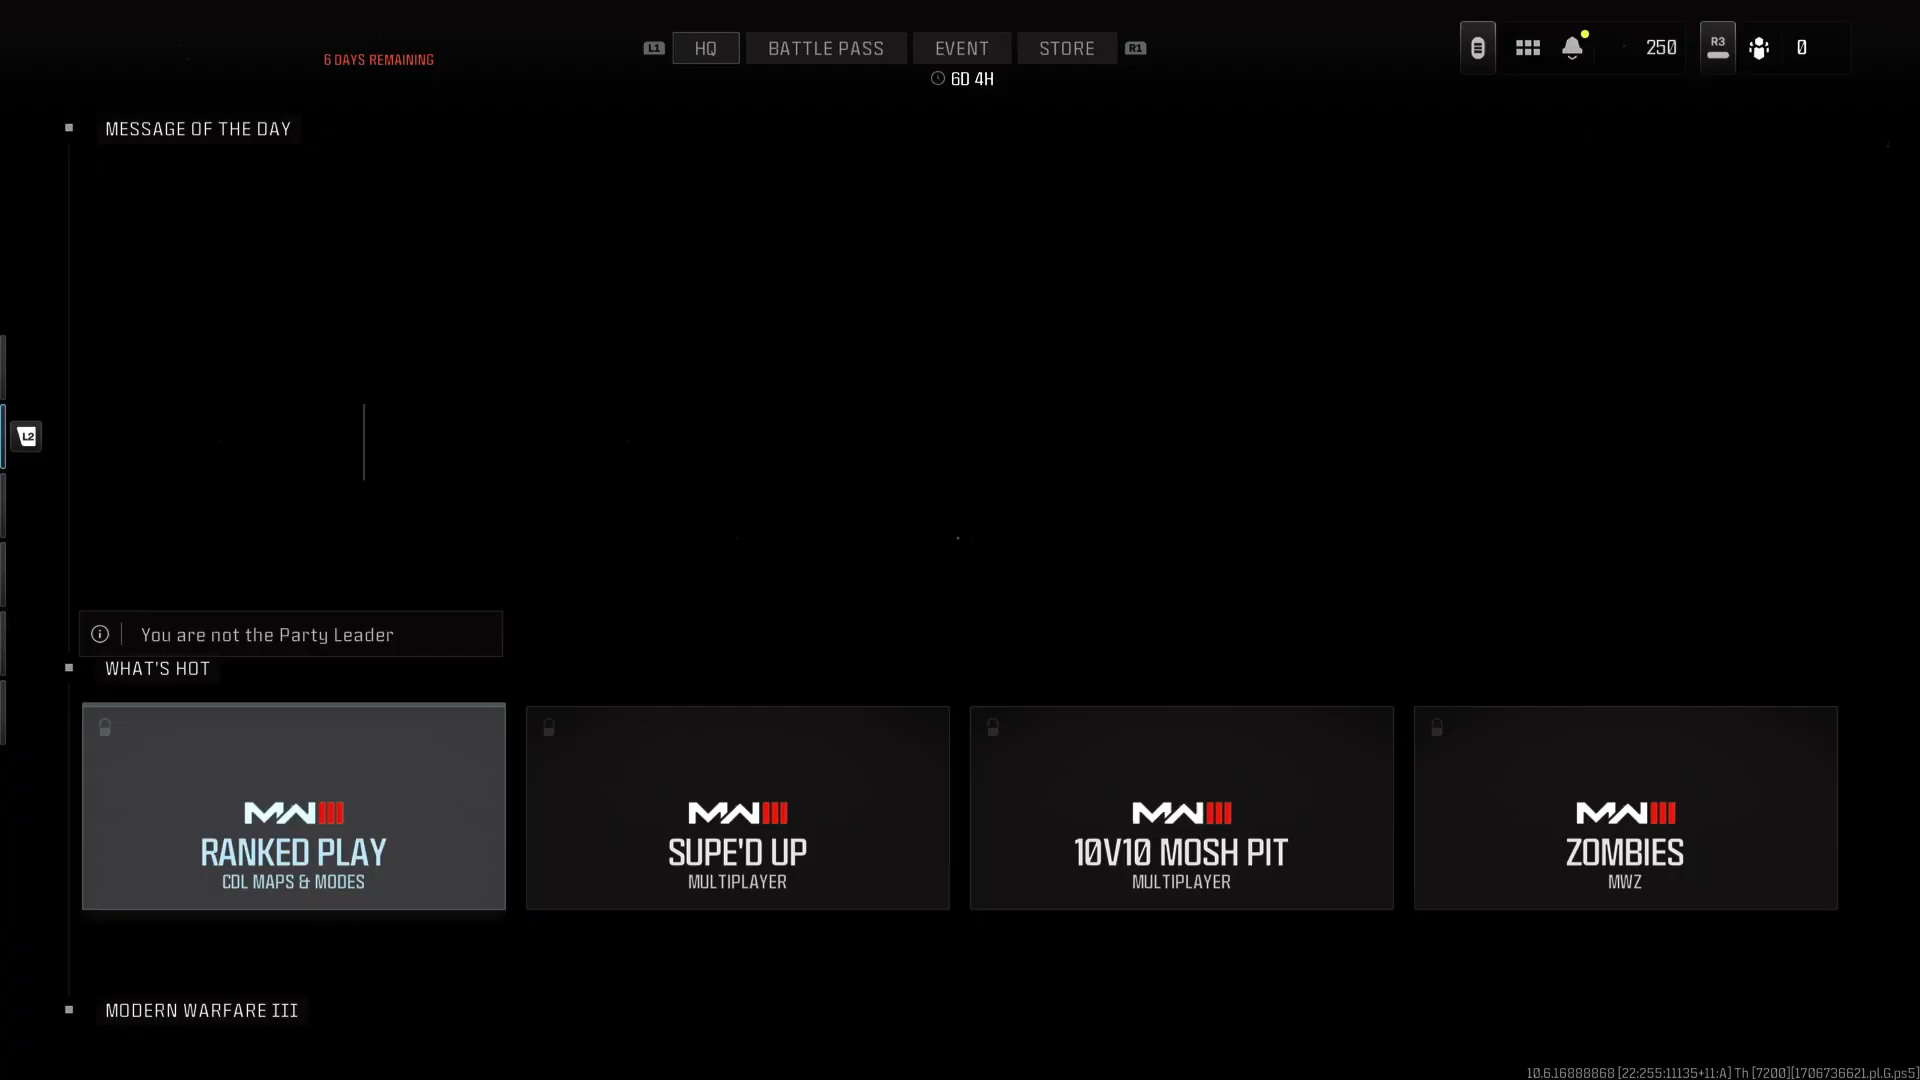 6 DAYS REMAINING
L1 HQ BATTLE PASS EVENT STORE R1
6D 4H
250 R3 0
MESSAGE OF THE DAY
L2
You are not the Party Leader
WHAT'S HOT
MWIII
RANKED PLAY
CDL MAPS & MODES
MWIII
SUPE'D UP
MULTIPLAYER
MWIII
10V10 MOSH PIT
MULTIPLAYER
MWIII
ZOMBIES
MWZ
MODERN WARFARE III
10.6.16888868 [22:255:11135+11:A] Th [7200][1706736621.pl.G.ps5]